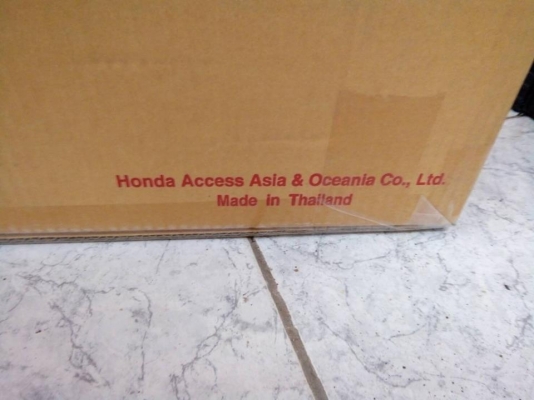 Honda Access Asia & Oceania Co., Ltd.
Made in Thailand